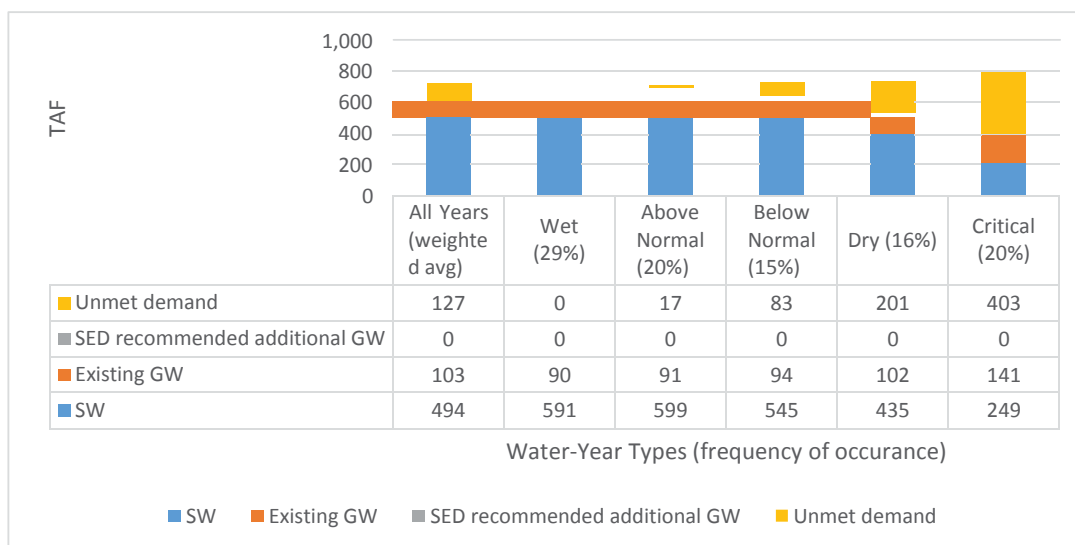 TAF
1,000
800
600
400
200
0
All Years
(weighte
d avg)
Wet
(29%)
Above
Normal
(20%)
Below
Normal
(15%)
Dry (16%)
Critical
(20%)
Unmet demand 127 0 17 83 201 403
SED recommended additional GW 0 0 0 0 0 0
Existing GW 103 90 91 94 102 141
SW 494 591 599 545 435 249
Water-Year Types (frequency of occurance)
SW Existing GW SED recommended additional GW Unmet demand